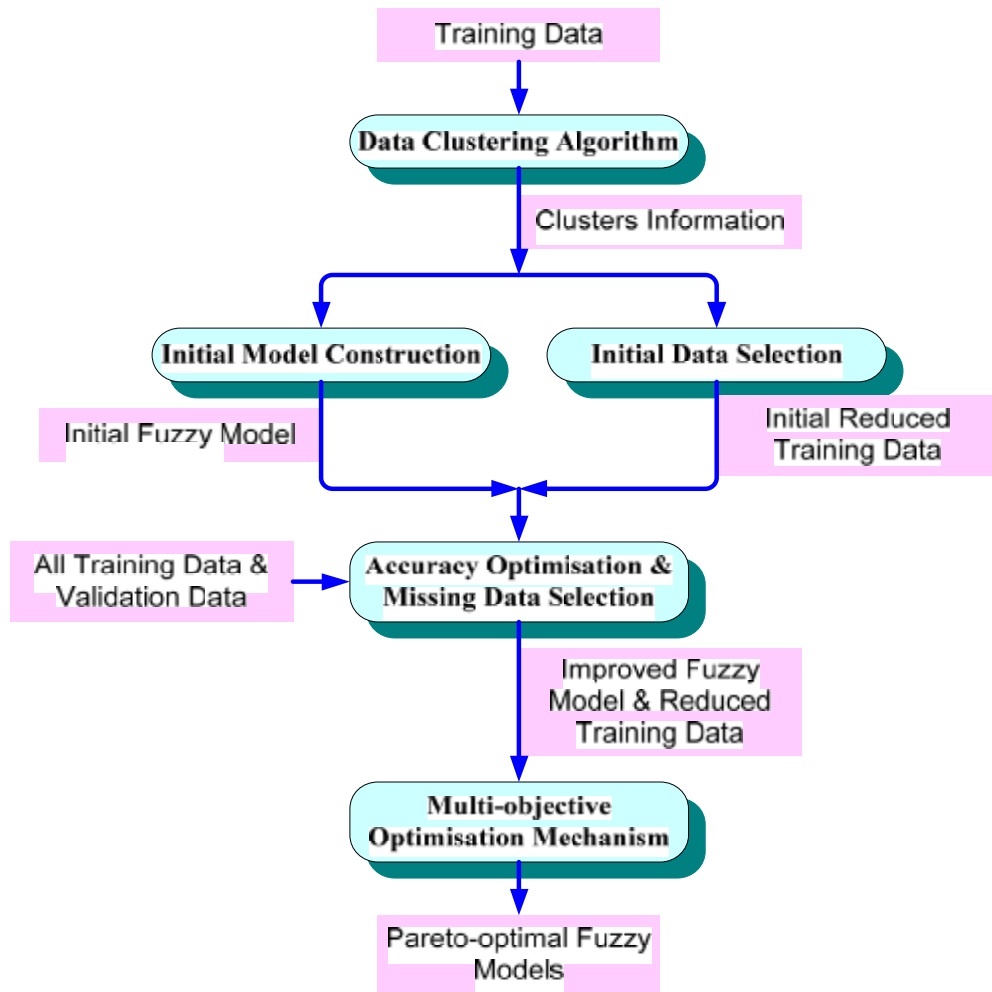 Training Data
Data Clustering Algorithm
Clusters Information
Initial Model Construction
Initial Data Selection
Initial Fuzzy Model
Initial Reduced
Training Data
All Training Data &
Validation Data
Accuracy Optimisation &
Missing Data Selection
Improved Fuzzy
Model & Reduced
Training Data
Multi-objective
Optimisation Mechanism
Pareto-optimal Fuzzy
Models